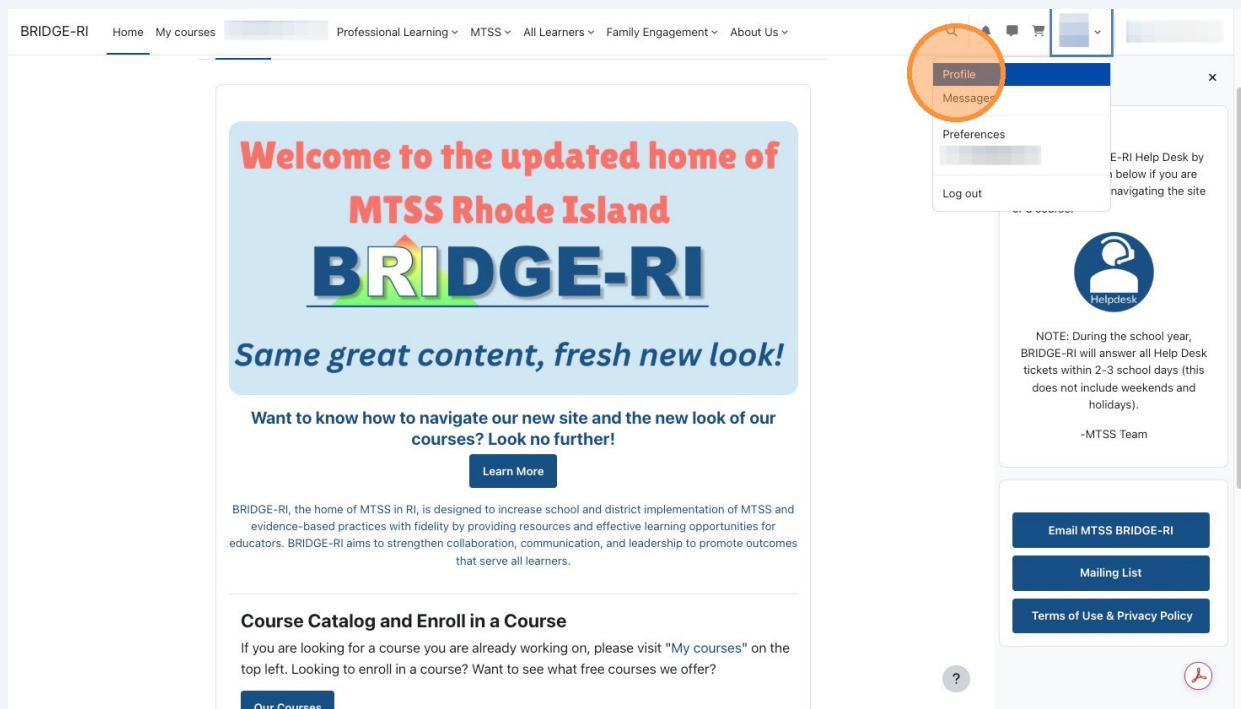 BRIDGE-RI Home My courses Professional Learning MTSS All Learners Family Engagement About Us
Profile
Messages
Preferences
Log out
Welcome to the updated home of
MTSS Rhode Island
BRIDGE-RI
Same great content, fresh new look!
Want to know how to navigate our new site and the new look of our
courses? Look no further!
Learn More
BRIDGE-RI, the home of MTSS in RI, is designed to increase school and district implementation of MTSS and
evidence-based practices with fidelity by providing resources and effective learning opportunities for
educators. BRIDGE-RI aims to strengthen collaboration, communication, and leadership to promote outcomes
that serve all learners.
Course Catalog and Enroll in a Course
If you are looking for a course you are already working on, please visit "My courses" on the
top left. Looking to enroll in a course? Want to see what free courses we offer?
Our Courses
E-RI Help Desk by
below if you are
navigating the site
or a course.
Helpdesk
NOTE: During the school year,
BRIDGE-RI will answer all Help Desk
tickets within 2-3 school days (this
does not include weekends and
holidays).
-MTSS Team
Email MTSS BRIDGE-RI
Mailing List
Terms of Use & Privacy Policy
?